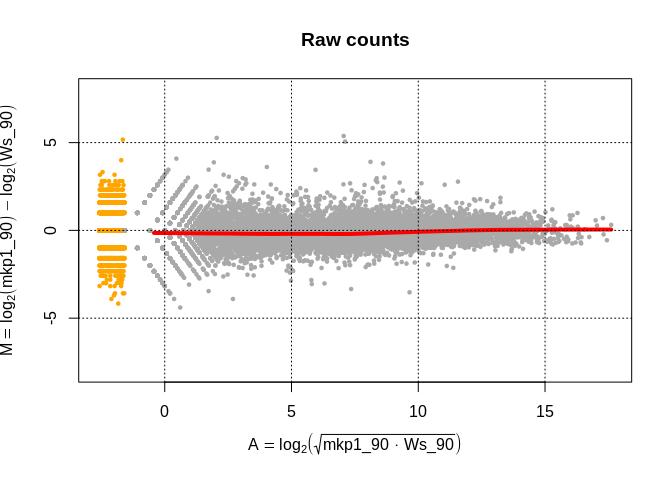 Raw counts
M = log₂(mkp1_90) − log₂(Ws_90)
5
0
-5
0 5 10 15
A = log₂(√mkp1_90 · Ws_90)